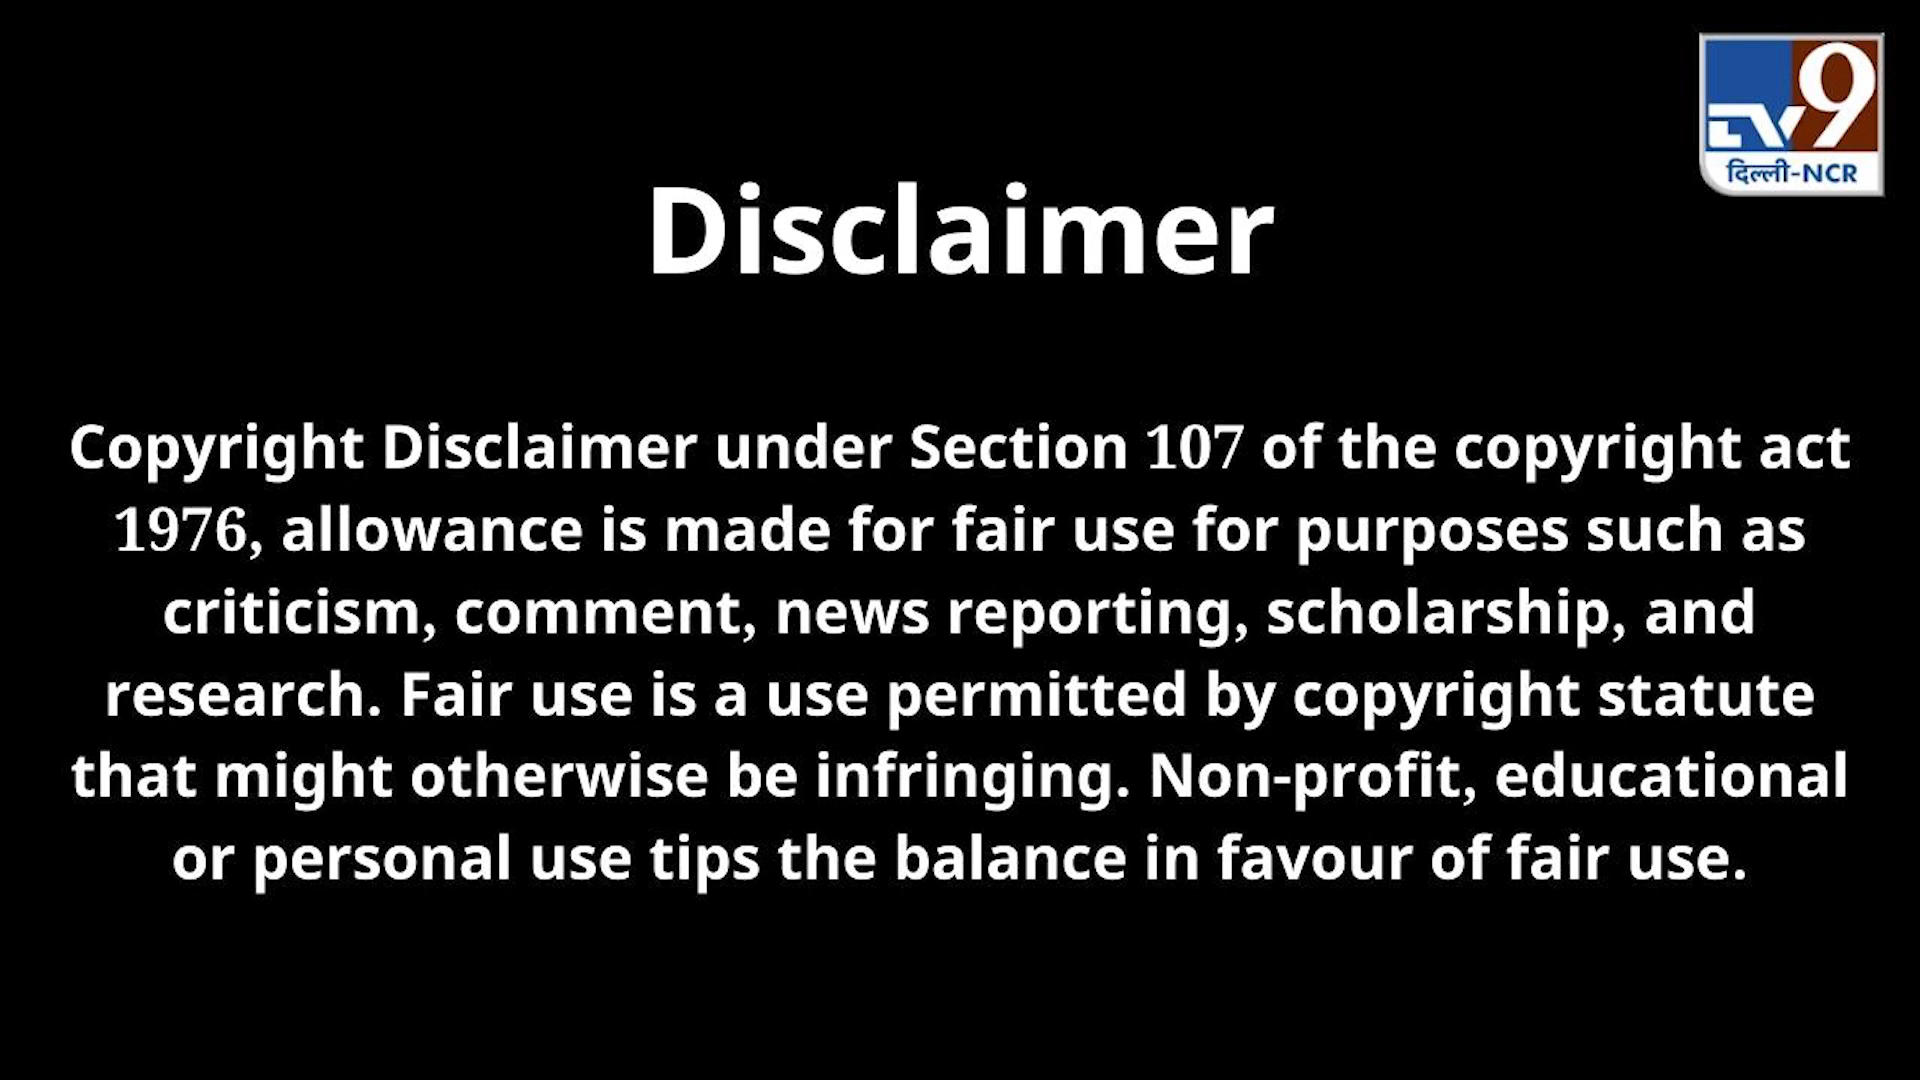 TV9
दिल्ली-NCR
Disclaimer
Copyright Disclaimer under Section 107 of the copyright act
1976, allowance is made for fair use for purposes such as
criticism, comment, news reporting, scholarship, and
research. Fair use is a use permitted by copyright statute
that might otherwise be infringing. Non-profit, educational
or personal use tips the balance in favour of fair use.